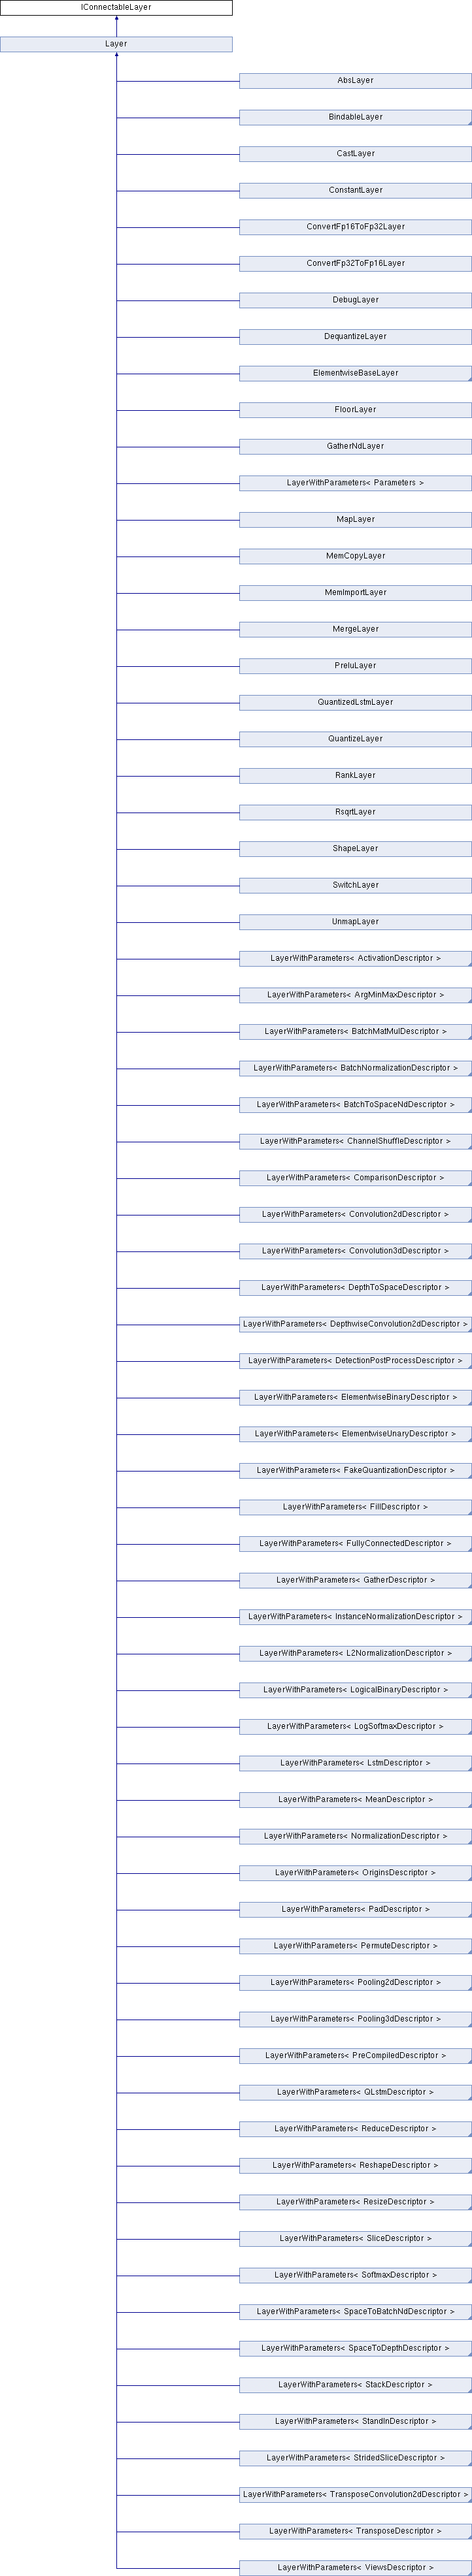 IConnectableLayer
Layer
AbsLayer
BindableLayer
CastLayer
ConstantLayer
ConvertFp16ToFp32Layer
ConvertFp32ToFp16Layer
DebugLayer
DequantizeLayer
ElementwiseBaseLayer
FloorLayer
GatherNdLayer
LayerWithParameters< Parameters >
MapLayer
MemCopyLayer
MemImportLayer
MergeLayer
PreluLayer
QuantizedLstmLayer
QuantizeLayer
RankLayer
RsqrtLayer
ShapeLayer
SwitchLayer
UnmapLayer
LayerWithParameters< ActivationDescriptor >
LayerWithParameters< ArgMinMaxDescriptor >
LayerWithParameters< BatchMatMulDescriptor >
LayerWithParameters< BatchNormalizationDescriptor >
LayerWithParameters< BatchToSpaceNdDescriptor >
LayerWithParameters< ChannelShuffleDescriptor >
LayerWithParameters< ComparisonDescriptor >
LayerWithParameters< Convolution2dDescriptor >
LayerWithParameters< Convolution3dDescriptor >
LayerWithParameters< DepthToSpaceDescriptor >
LayerWithParameters< DepthwiseConvolution2dDescriptor >
LayerWithParameters< DetectionPostProcessDescriptor >
LayerWithParameters< ElementwiseBinaryDescriptor >
LayerWithParameters< ElementwiseUnaryDescriptor >
LayerWithParameters< FakeQuantizationDescriptor >
LayerWithParameters< FillDescriptor >
LayerWithParameters< FullyConnectedDescriptor >
LayerWithParameters< GatherDescriptor >
LayerWithParameters< InstanceNormalizationDescriptor >
LayerWithParameters< L2NormalizationDescriptor >
LayerWithParameters< LogicalBinaryDescriptor >
LayerWithParameters< LogSoftmaxDescriptor >
LayerWithParameters< LstmDescriptor >
LayerWithParameters< MeanDescriptor >
LayerWithParameters< NormalizationDescriptor >
LayerWithParameters< OriginsDescriptor >
LayerWithParameters< PadDescriptor >
LayerWithParameters< PermuteDescriptor >
LayerWithParameters< Pooling2dDescriptor >
LayerWithParameters< Pooling3dDescriptor >
LayerWithParameters< PreCompiledDescriptor >
LayerWithParameters< QLstmDescriptor >
LayerWithParameters< ReduceDescriptor >
LayerWithParameters< ReshapeDescriptor >
LayerWithParameters< ResizeDescriptor >
LayerWithParameters< SliceDescriptor >
LayerWithParameters< SoftmaxDescriptor >
LayerWithParameters< SpaceToBatchNdDescriptor >
LayerWithParameters< SpaceToDepthDescriptor >
LayerWithParameters< StackDescriptor >
LayerWithParameters< StandInDescriptor >
LayerWithParameters< StridedSliceDescriptor >
LayerWithParameters< TransposeConvolution2dDescriptor >
LayerWithParameters< TransposeDescriptor >
LayerWithParameters< ViewsDescriptor >